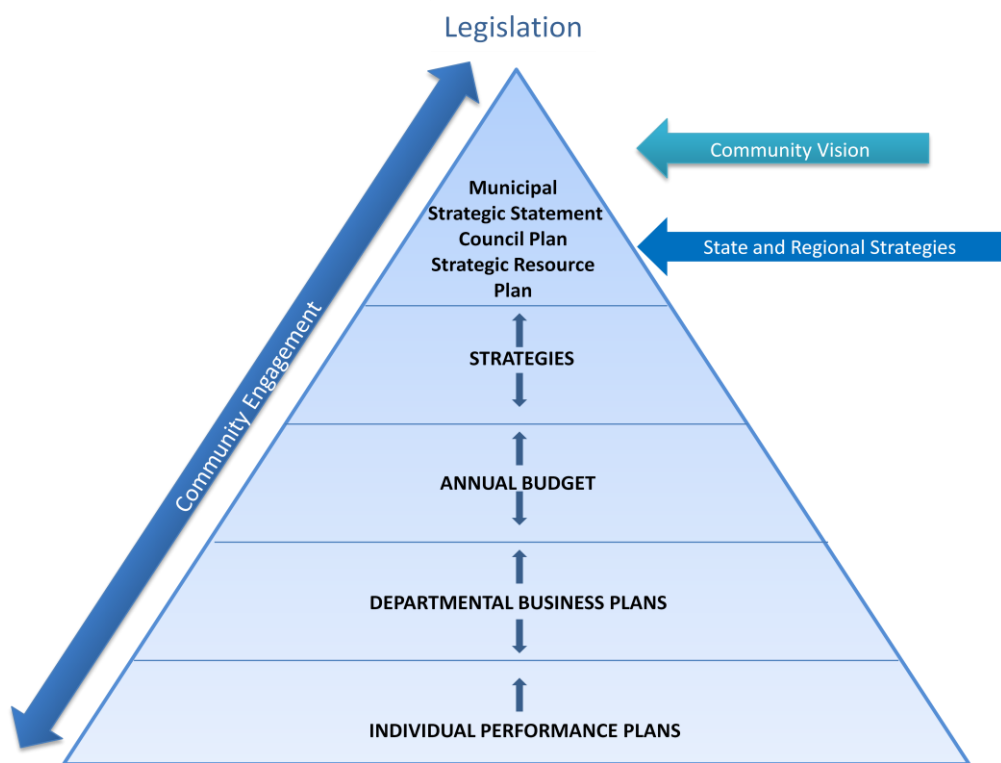 Legislation
Community Vision
Municipal
Strategic Statement
Council Plan
Strategic Resource
Plan
State and Regional Strategies
Community Engagement
STRATEGIES
ANNUAL BUDGET
DEPARTMENTAL BUSINESS PLANS
INDIVIDUAL PERFORMANCE PLANS